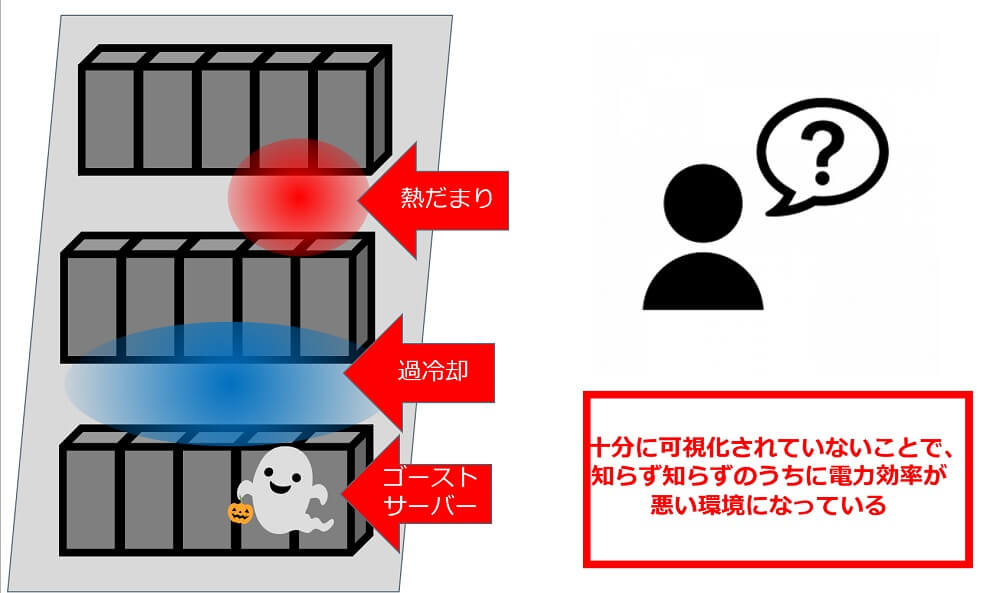 熱だまり
過冷却
ゴースト
サーバー
?
十分に可視化されていないことで、
知らず知らずのうちに電力効率が
悪い環境になっている